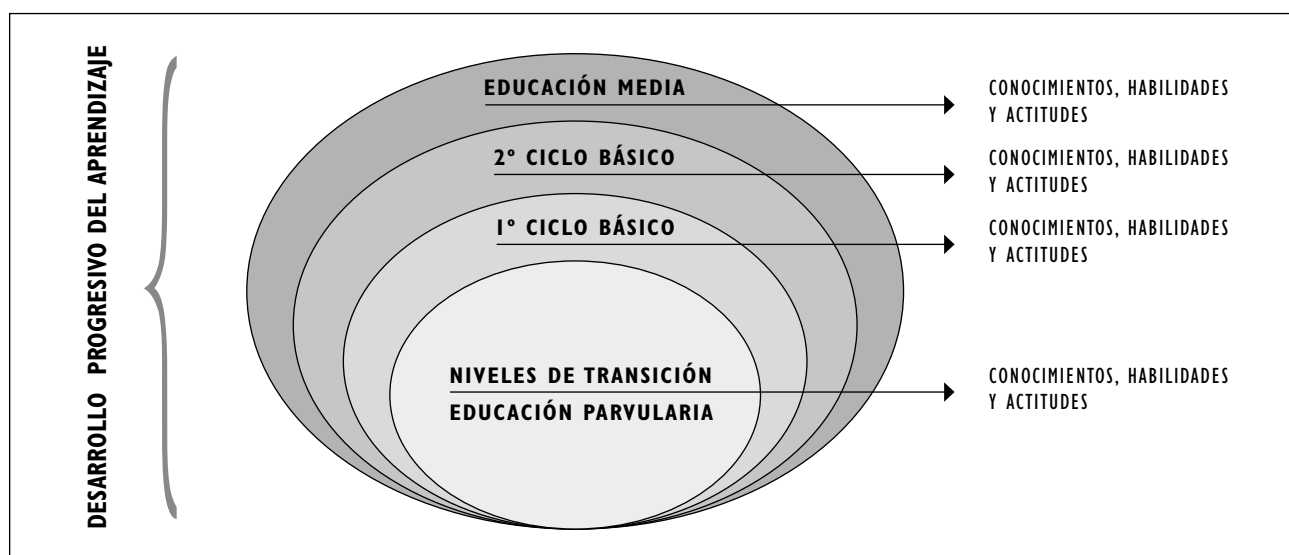 DESARROLLO PROGRESIVO DEL APRENDIZAJE
EDUCACIÓN MEDIA
CONOCIMIENTOS, HABILIDADES
Y ACTITUDES
2º CICLO BÁSICO
CONOCIMIENTOS, HABILIDADES
Y ACTITUDES
1º CICLO BÁSICO
CONOCIMIENTOS, HABILIDADES
Y ACTITUDES
NIVELES DE TRANSICIÓN
EDUCACIÓN PARVULARIA
CONOCIMIENTOS, HABILIDADES
Y ACTITUDES